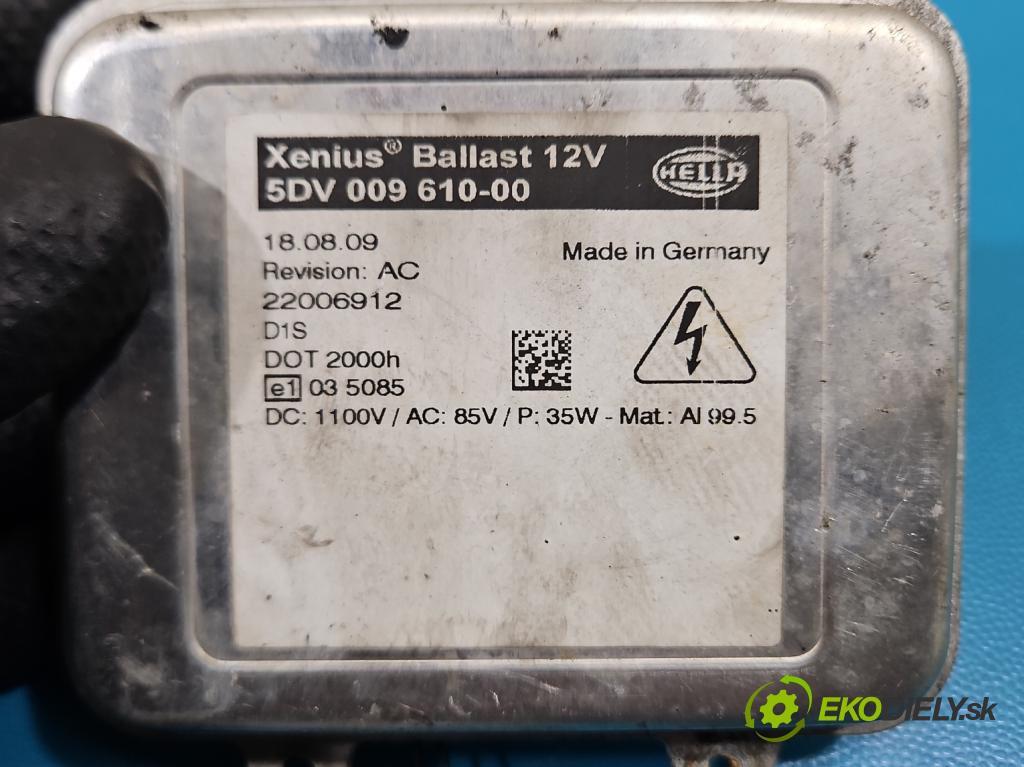 Xenius® Ballast 12V
5DV 009 610-00
HELLA
18.08.09
Made in Germany
Revision: AC
22006912
D1S
DOT 2000h
e1 03 5085
DC: 1100V / AC: 85V / P: 35W - Mat.: Al 99.5
EKODIELY.sk